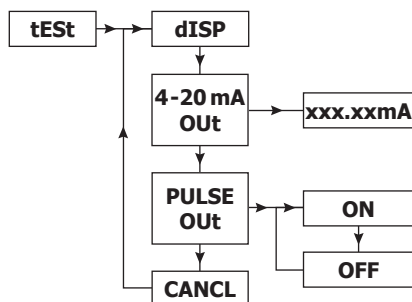 tESt
dISP
4-20 mA
OUt
xxx.xxmA
PULSE
OUt
ON
OFF
CANCL